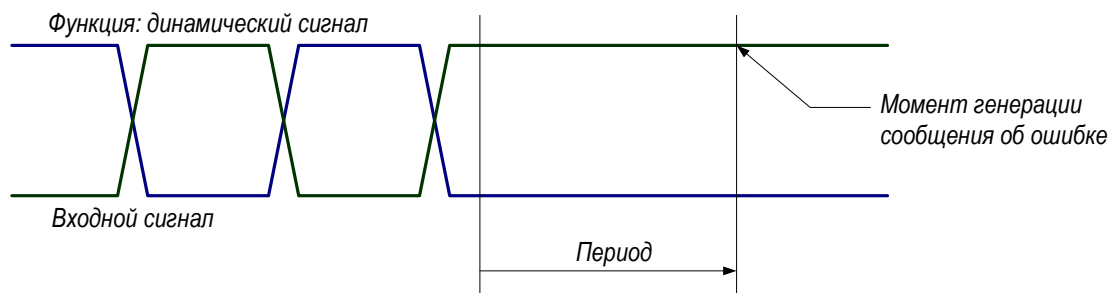 Функция: динамический сигнал
Момент генерации
сообщения об ошибке
Входной сигнал
Период